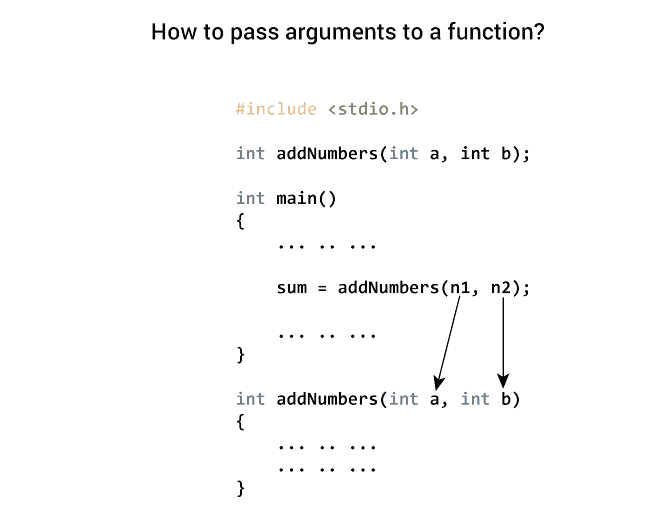 How to pass arguments to a function?
#include <stdio.h>
int addNumbers(int a, int b);
int main()
{
... .. ...
sum = addNumbers(n1, n2);
... .. ...
}
int addNumbers(int a, int b)
{
... .. ...
... .. ...
}